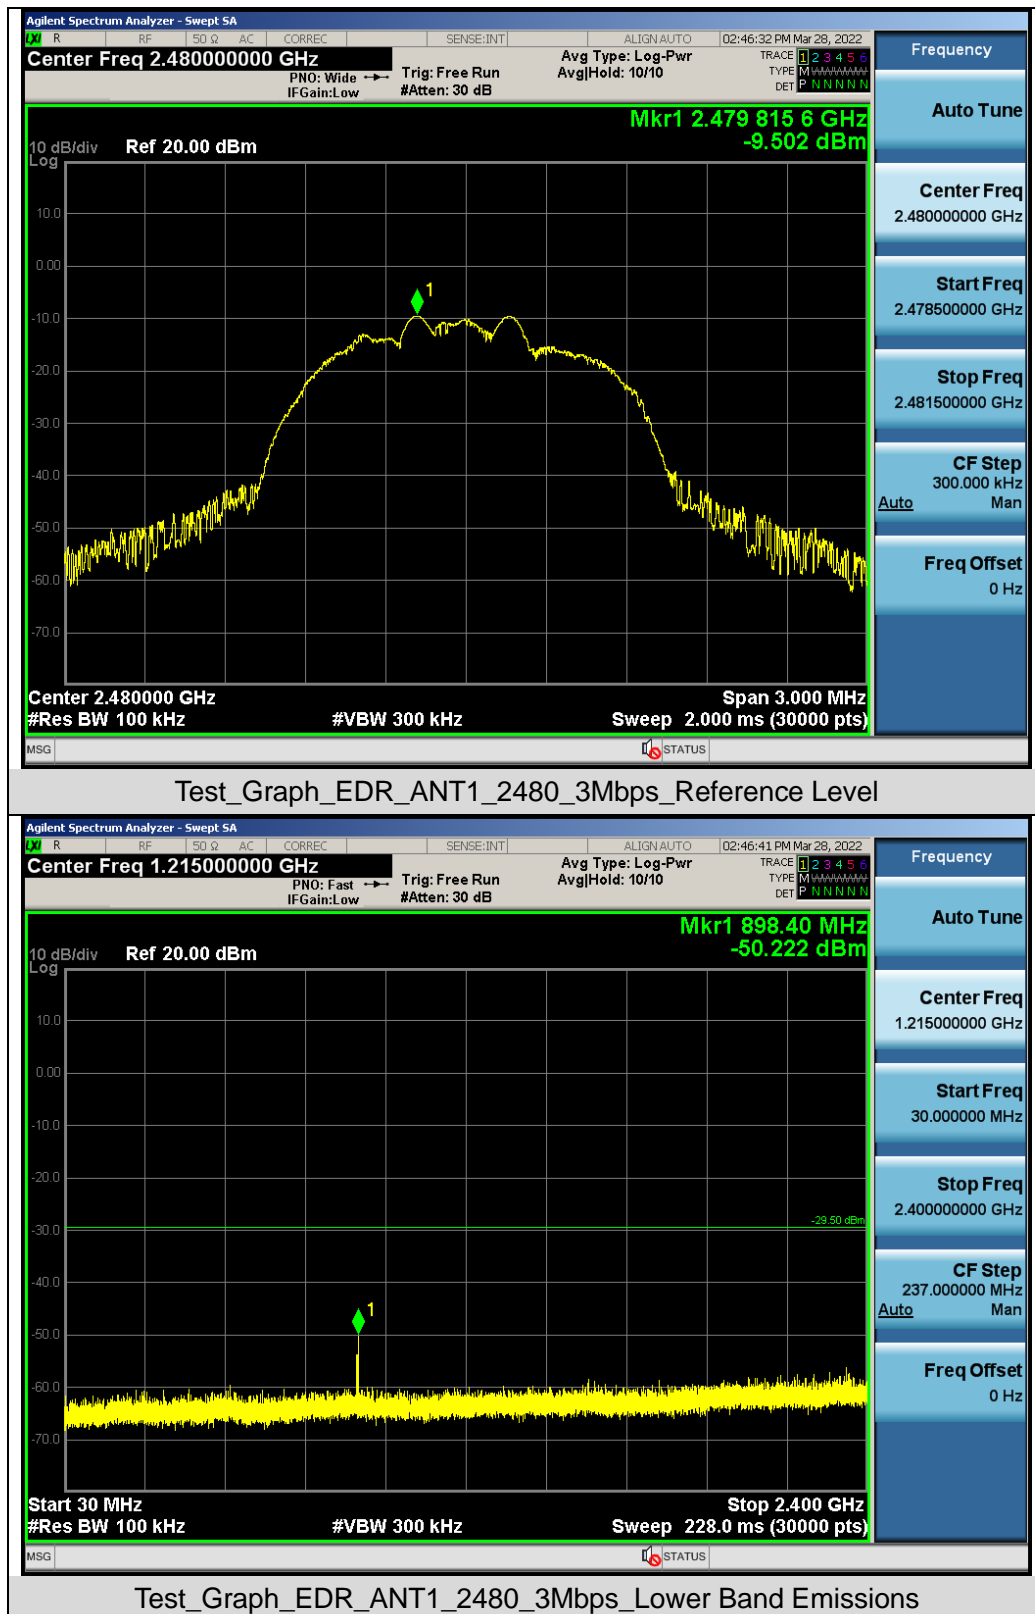 Agilent Spectrum Analyzer - Swept SA
LXI R RF 50 Ω AC CORREC SENSE:INT ALIGN AUTO 02:46:32 PM Mar 28, 2022
Center Freq 2.480000000 GHz
PNO: Wide
IFGain:Low
Trig: Free Run
#Atten: 30 dB
Avg Type: Log-Pwr
Avg|Hold: 10/10
TRACE 1 2 3 4 5 6
TYPE M WWWWW
DET P N N N N N
Mkr1 2.479 815 6 GHz
-9.502 dBm
10 dB/div Ref 20.00 dBm
Log
10.0
0.00
-10.0
-20.0
-30.0
-40.0
-50.0
-60.0
-70.0
1
Center 2.480000 GHz Span 3.000 MHz
#Res BW 100 kHz #VBW 300 kHz Sweep 2.000 ms (30000 pts)
MSG STATUS
Frequency
Auto Tune
Center Freq
2.480000000 GHz
Start Freq
2.478500000 GHz
Stop Freq
2.481500000 GHz
CF Step
300.000 kHz
Auto Man
Freq Offset
0 Hz
Test_Graph_EDR_ANT1_2480_3Mbps_Reference Level
Agilent Spectrum Analyzer - Swept SA
LXI R RF 50 Ω AC CORREC SENSE:INT ALIGN AUTO 02:46:41 PM Mar 28, 2022
Center Freq 1.215000000 GHz
PNO: Fast
IFGain:Low
Trig: Free Run
#Atten: 30 dB
Avg Type: Log-Pwr
Avg|Hold: 10/10
TRACE 1 2 3 4 5 6
TYPE M WWWWW
DET P N N N N N
Mkr1 898.40 MHz
-50.222 dBm
10 dB/div Ref 20.00 dBm
Log
10.0
0.00
-10.0
-20.0
-29.50 dBm
-30.0
-40.0
-50.0
-60.0
-70.0
1
Start 30 MHz Stop 2.400 GHz
#Res BW 100 kHz #VBW 300 kHz Sweep 228.0 ms (30000 pts)
MSG STATUS
Frequency
Auto Tune
Center Freq
1.215000000 GHz
Start Freq
30.000000 MHz
Stop Freq
2.400000000 GHz
CF Step
237.000000 MHz
Auto Man
Freq Offset
0 Hz
Test_Graph_EDR_ANT1_2480_3Mbps_Lower Band Emissions